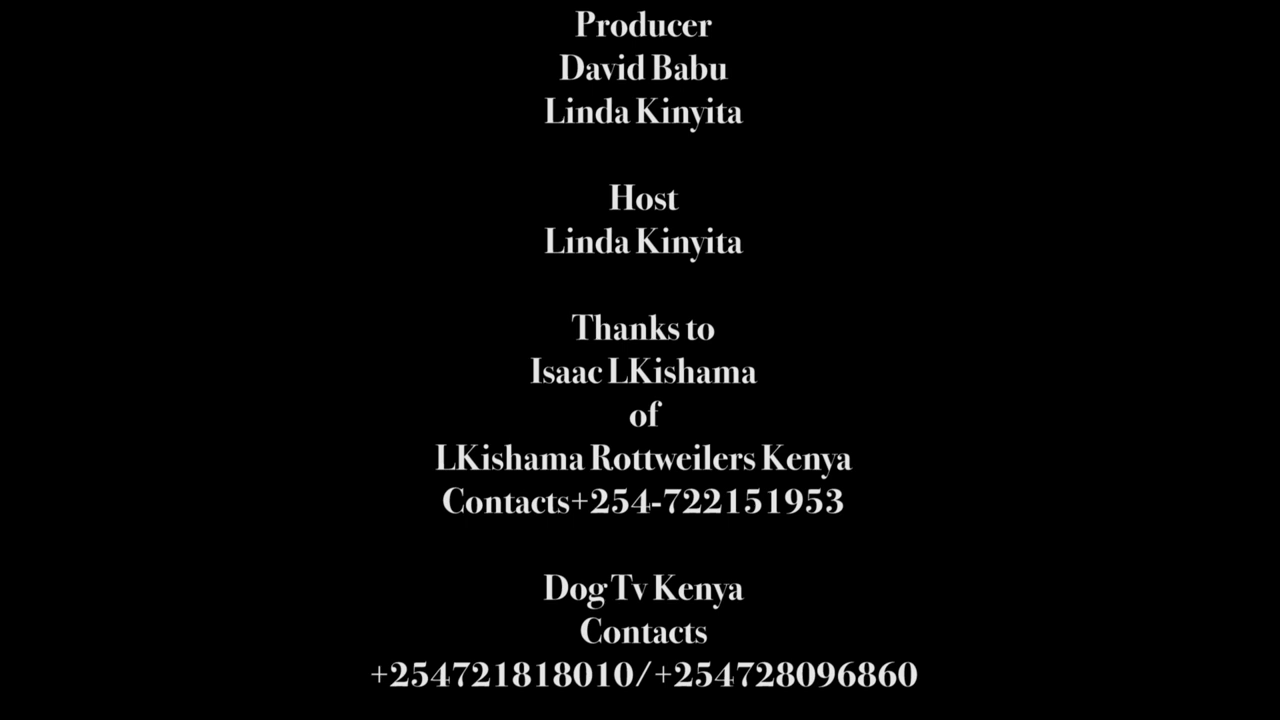 Producer
David Babu
Linda Kinyita
Host
Linda Kinyita
Thanks to
Isaac LKishama
of
LKishama Rottweilers Kenya
Contacts+254-722151953
Dog Tv Kenya
Contacts
+254721818010/+254728096860